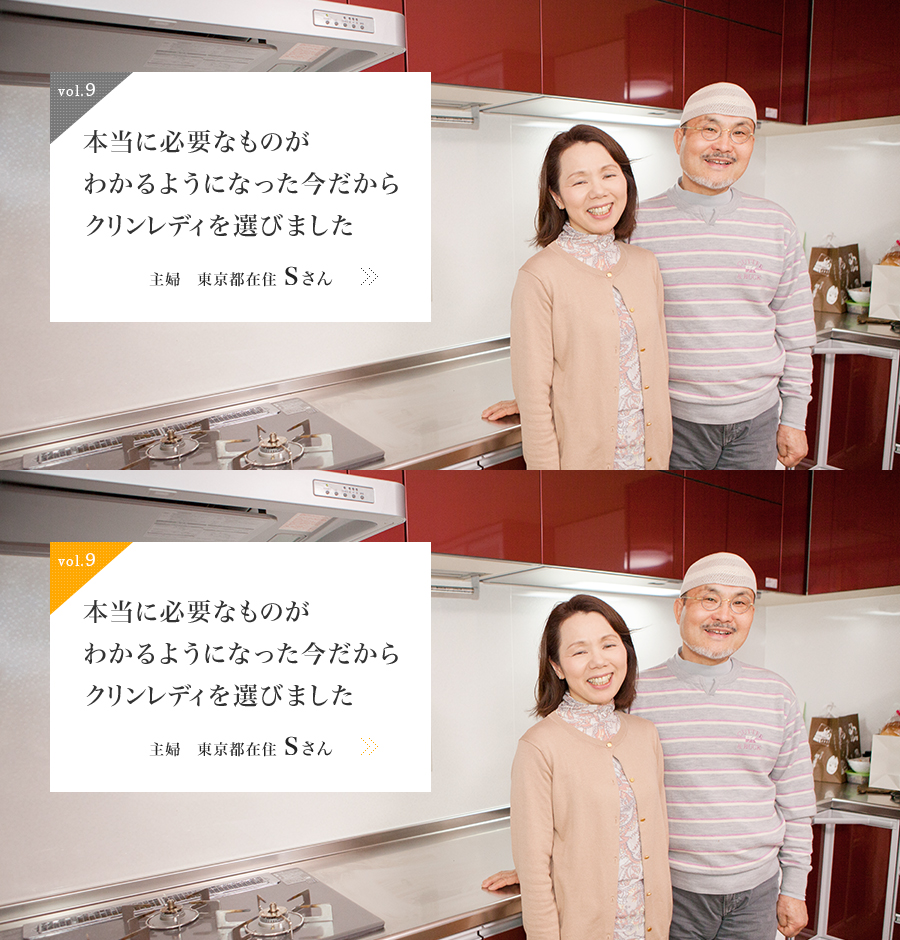 vol.9
本当に必要なものが
わかるようになった今だから
クリンレディを選びました
主婦 東京都在住 Sさん
vol.9
本当に必要なものが
わかるようになった今だから
クリンレディを選びました
主婦 東京都在住 Sさん